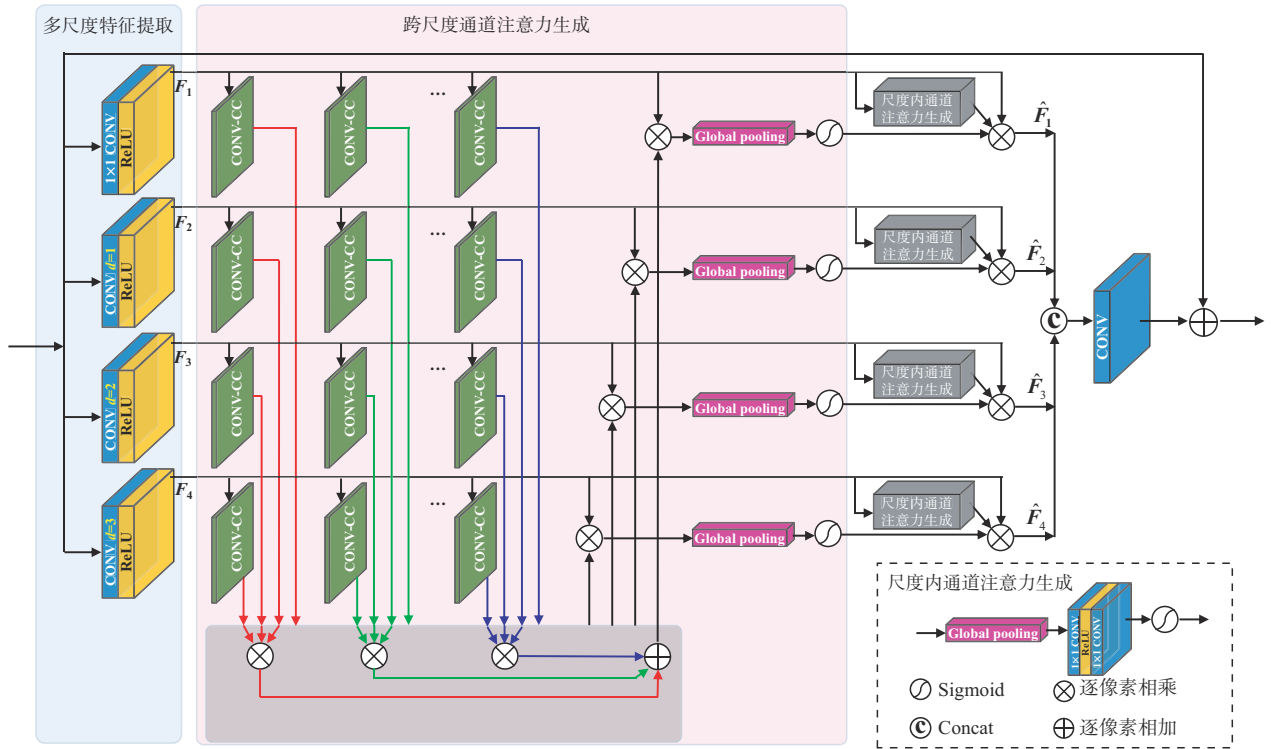 多尺度特征提取
跨尺度通道注意力生成
F1
1×1 CONV
ReLU
CONV-CC
CONV-CC
...
CONV-CC
Global pooling
尺度内通道
注意力生成
F̂1
F2
CONV d=1
ReLU
CONV-CC
CONV-CC
...
CONV-CC
Global pooling
尺度内通道
注意力生成
F̂2
C
CONV
F3
CONV d=2
ReLU
CONV-CC
CONV-CC
...
CONV-CC
Global pooling
尺度内通道
注意力生成
F̂3
F4
CONV d=3
ReLU
CONV-CC
CONV-CC
...
CONV-CC
Global pooling
尺度内通道
注意力生成
F̂4
尺度内通道注意力生成
Global pooling
1×1 CONV
ReLU
1×1 CONV
Sigmoid
逐像素相乘
C Concat
逐像素相加